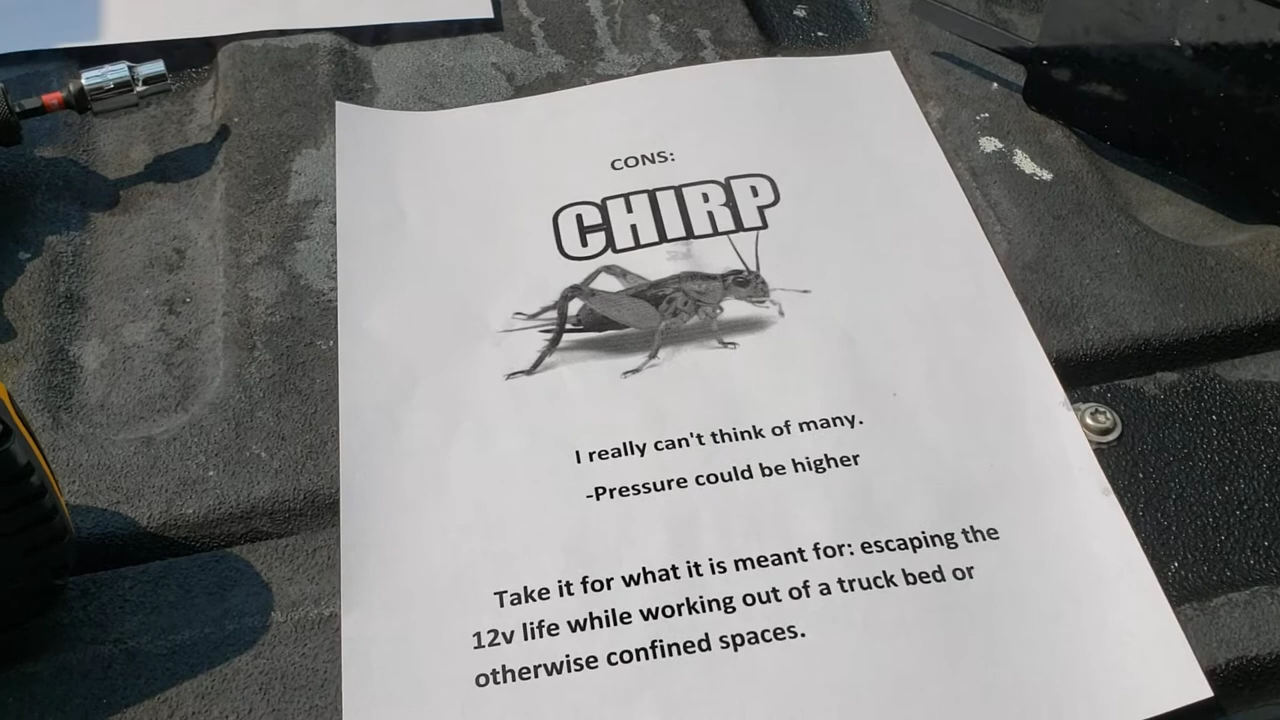 CONS:
CHIRP
I really can't think of many.
-Pressure could be higher
Take it for what it is meant for: escaping the
12v life while working out of a truck bed or
otherwise confined spaces.